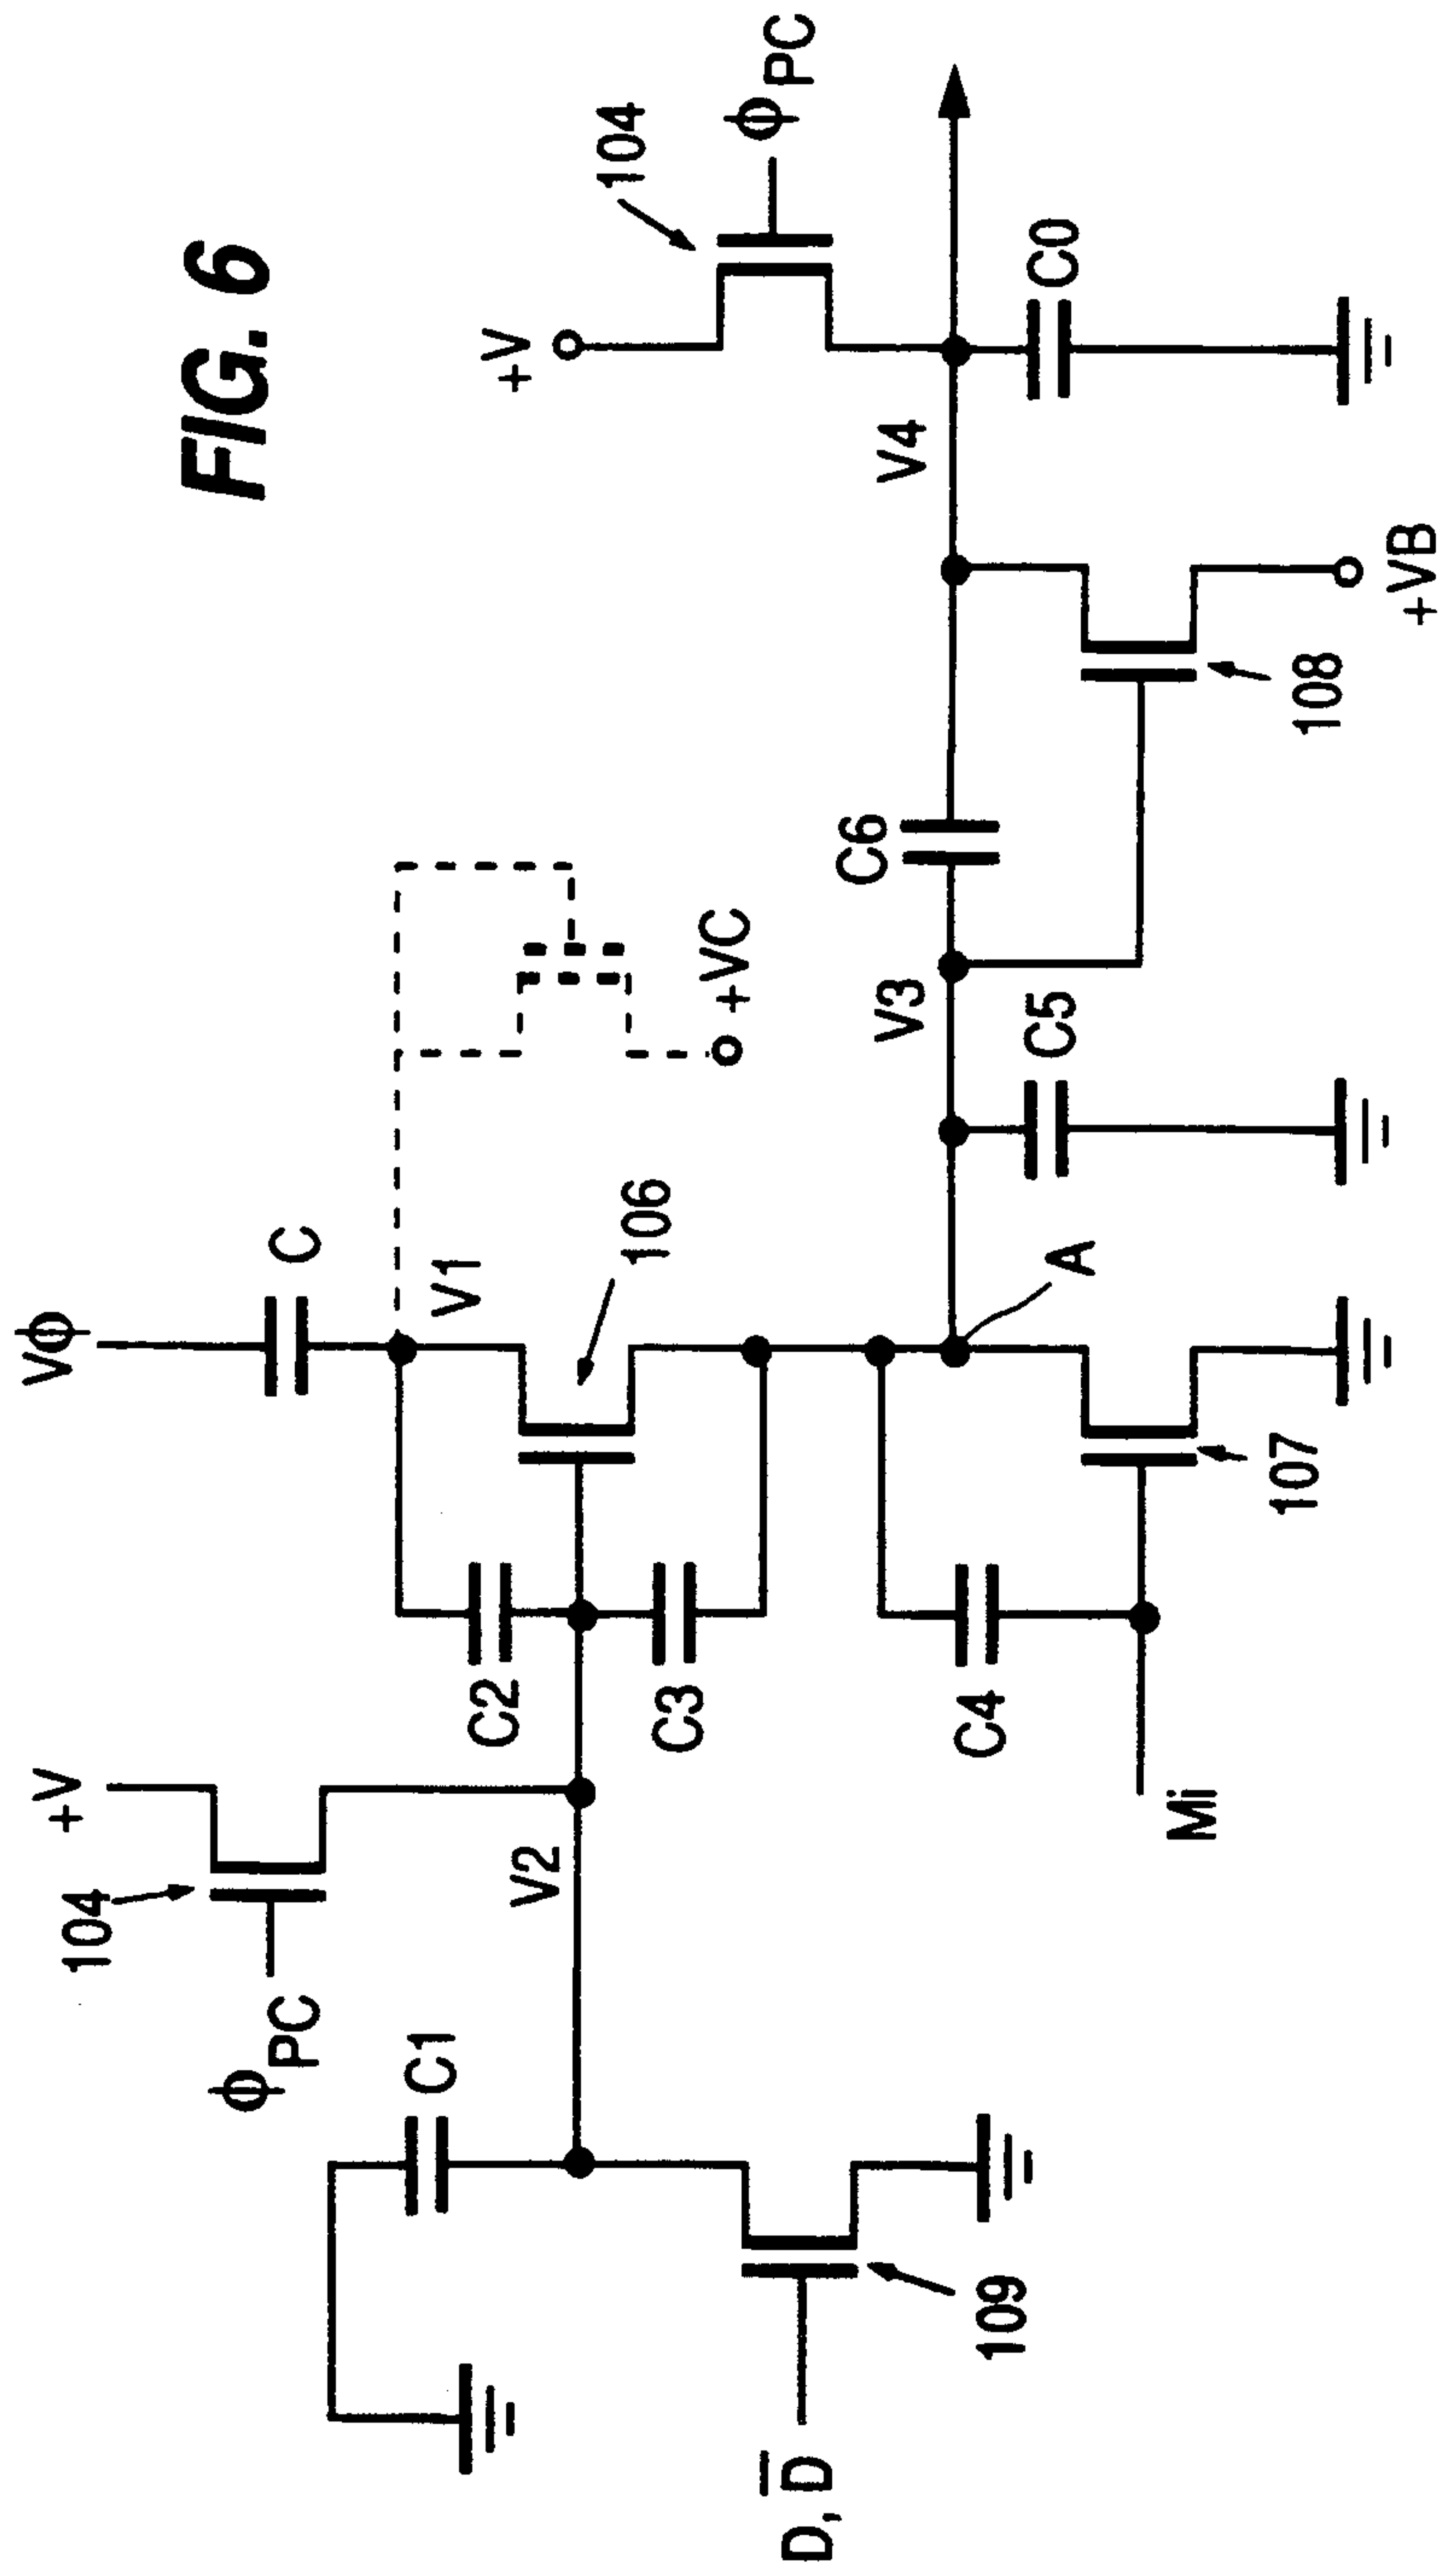 FIG. 6
Vϕ
C
+V
104
ϕPC
V1
106
+VC
C2
C3
V2
C1
ϕPC
104
+V
V4
C0
C6
V3
C5
A
108
+VB
C4
107
Mi
109
D, D̅